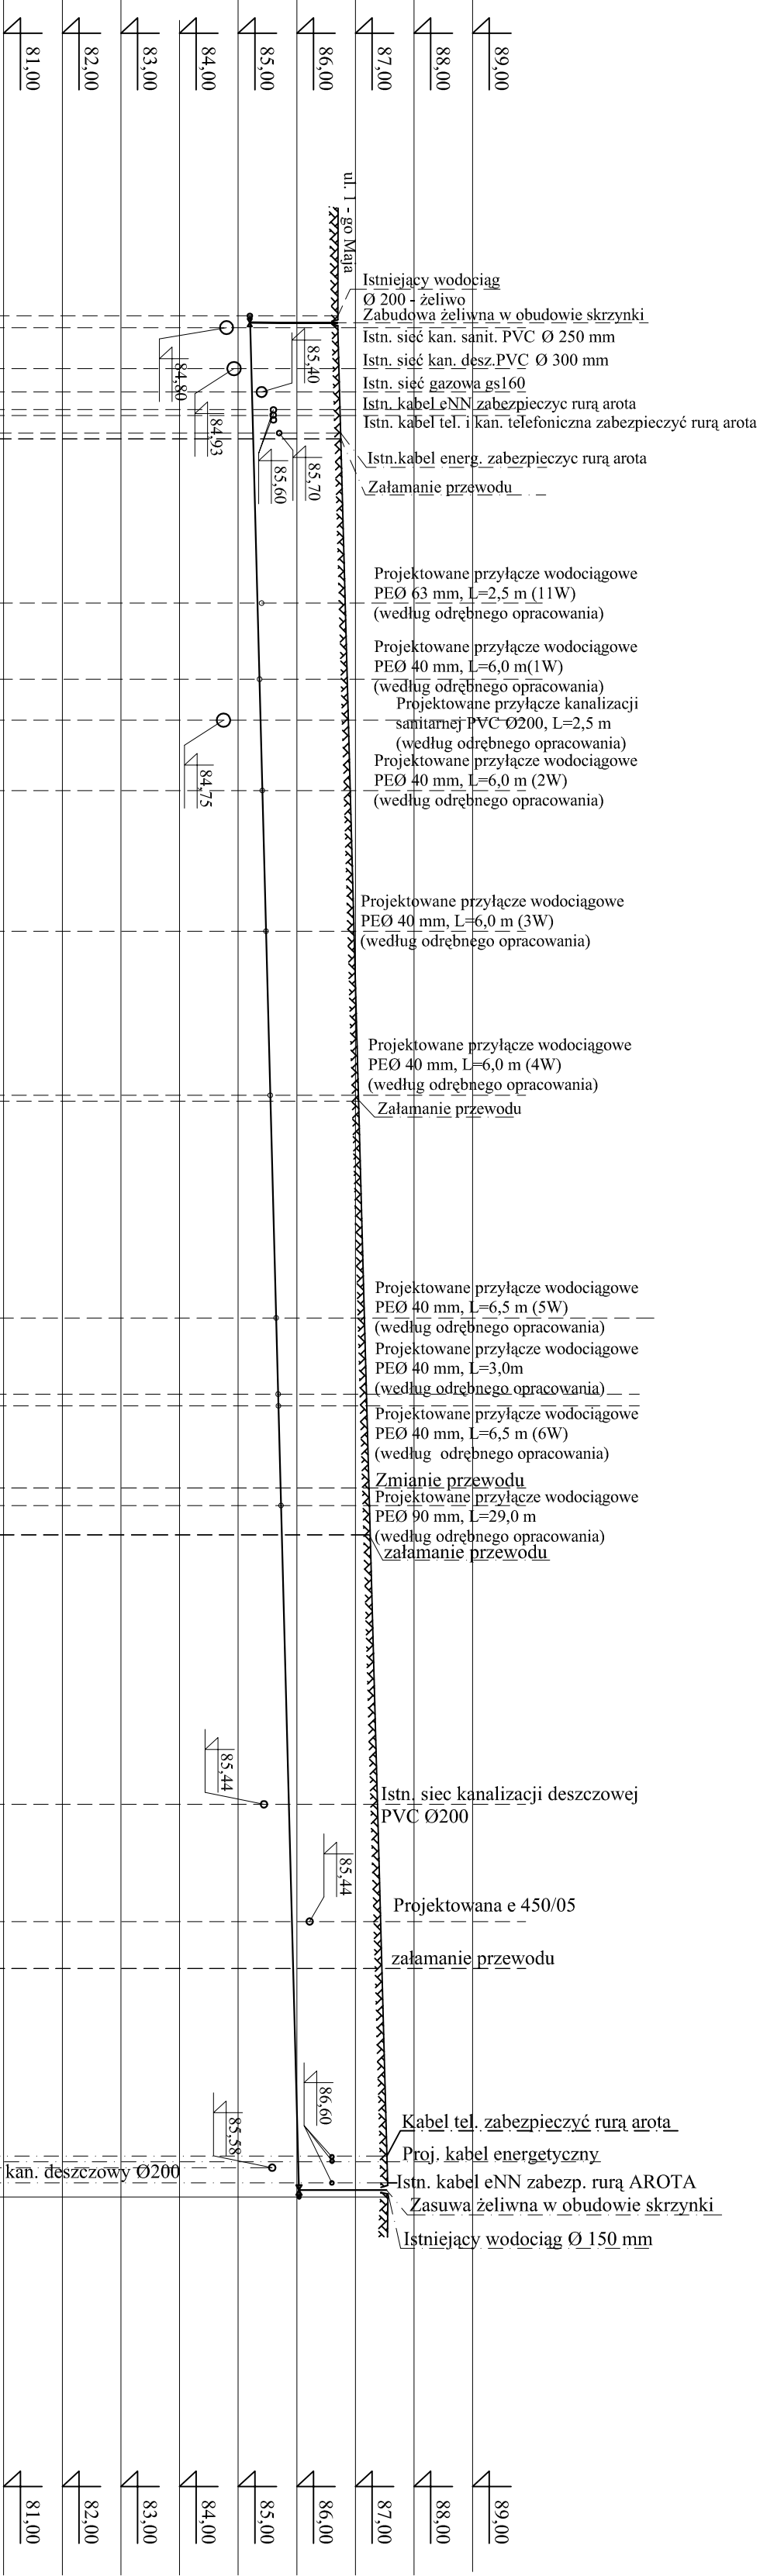 81,00
82,00
83,00
84,00
85,00
86,00
87,00
88,00
89,00
ul. 1 - go Maja
Istniejący wodociąg
Ø 200 - żeliwo
Zabudowa żeliwna w obudowie skrzynki
Istn. sieć kan. sanit. PVC Ø 250 mm
Istn. sieć kan. desz.PVC Ø 300 mm
Istn. sieć gazowa gs160
Istn. kabel eNN zabezpieczyc rurą arota
Istn. kabel tel. i kan. telefoniczna zabezpieczyć rurą arota
Istn.kabel energ. zabezpieczyc rurą arota
Załamanie przewodu
84,80
84,93
85,40
85,60
85,70
Projektowane przyłącze wodociągowe
PEØ 63 mm, L=2,5 m (11W)
(według odrębnego opracowania)
Projektowane przyłącze wodociągowe
PEØ 40 mm, L=6,0 m(1W)
(według odrębnego opracowania)
Projektowane przyłącze kanalizacji
sanitarnej PVC Ø200, L=2,5 m
(według odrębnego opracowania)
84,75
Projektowane przyłącze wodociągowe
PEØ 40 mm, L=6,0 m (2W)
(według odrębnego opracowania)
Projektowane przyłącze wodociągowe
PEØ 40 mm, L=6,0 m (3W)
(według odrębnego opracowania)
Projektowane przyłącze wodociągowe
PEØ 40 mm, L=6,0 m (4W)
(według odrębnego opracowania)
Załamanie przewodu
Projektowane przyłącze wodociągowe
PEØ 40 mm, L=6,5 m (5W)
(według odrębnego opracowania)
Projektowane przyłącze wodociągowe
PEØ 40 mm, L=3,0m
(według odrębnego opracowania)
Projektowane przyłącze wodociągowe
PEØ 40 mm, L=6,5 m (6W)
(według odrębnego opracowania)
Zmianie przewodu
Projektowane przyłącze wodociągowe
PEØ 90 mm, L=29,0 m
(według odrębnego opracowania)
załamanie przewodu
85,44
Istn. siec kanalizacji deszczowej
PVC Ø200
85,44
Projektowana e 450/05
załamanie przewodu
86,60
85,58
Kabel tel. zabezpieczyć rurą arota
Proj. kabel energetyczny
kan. deszczowy Ø200
Istn. kabel eNN zabezp. rurą AROTA
Zasuwa żeliwna w obudowie skrzynki
Istniejący wodociąg Ø 150 mm
81,00
82,00
83,00
84,00
85,00
86,00
87,00
88,00
89,00